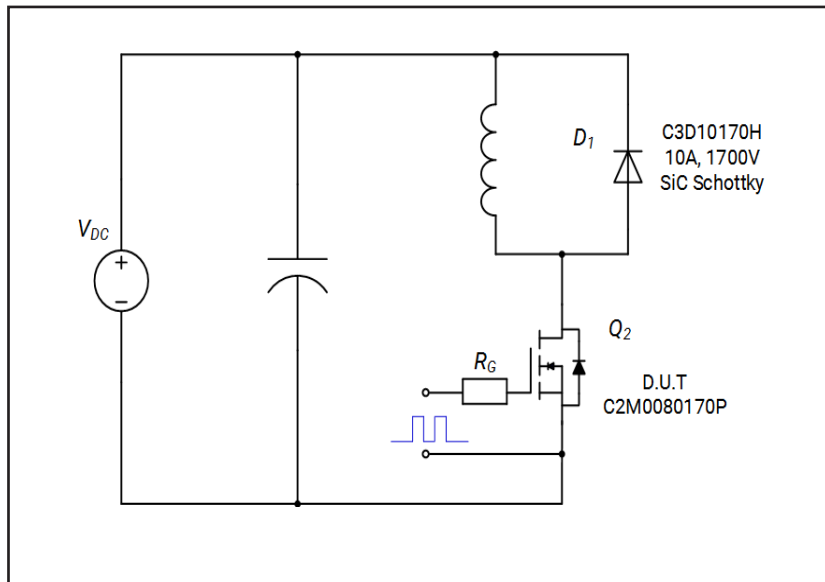 D1
C3D10170H
10A, 1700V
SiC Schottky
VDC
+
−
Q2
RG
D.U.T
C2M0080170P